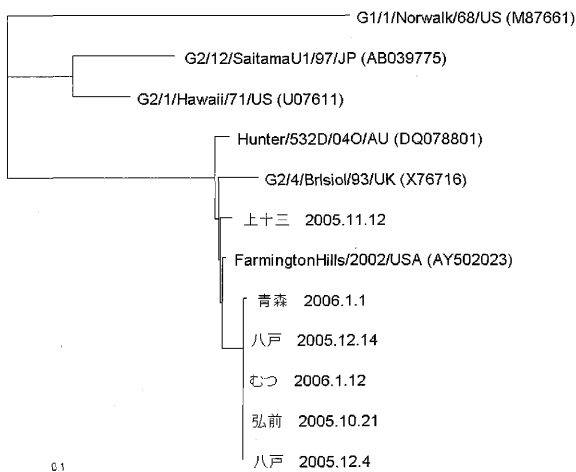 G1/1/Norwalk/68/US (M87661)
G2/12/SaitamaU1/97/JP (AB039775)
G2/1/Hawaii/71/US (U07611)
Hunter/532D/04O/AU (DQ078801)
G2/4/Brlsiol/93/UK (X76716)
上十三 2005.11.12
FarmingtonHills/2002/USA (AY502023)
青森 2006.1.1
八戸 2005.12.14
むつ 2006.1.12
弘前 2005.10.21
八戸 2005.12.4
0.1